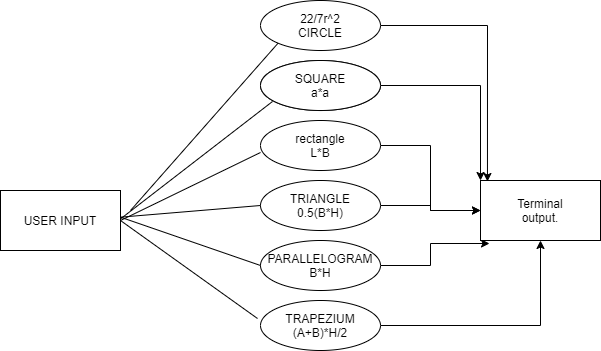 22/7r^2
CIRCLE
SQUARE
a*a
rectangle
L*B
USER INPUT
TRIANGLE
0.5(B*H)
Terminal
output.
PARALLELOGRAM
B*H
TRAPEZIUM
(A+B)*H/2